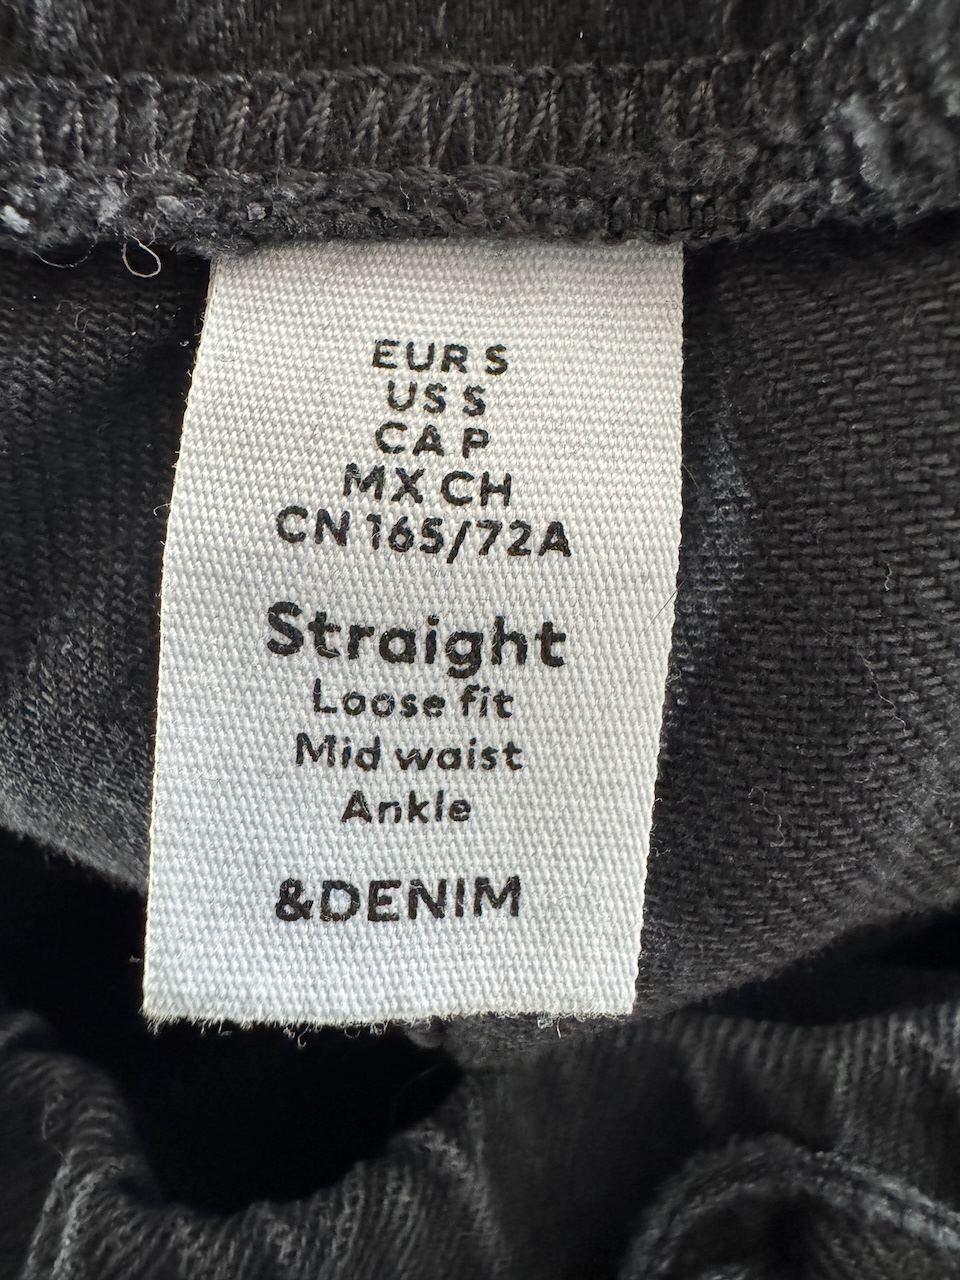 EUR S
US S
CA P
MX CH
CN 165/72A
Straight
Loose fit
Mid waist
Ankle
&DENIM